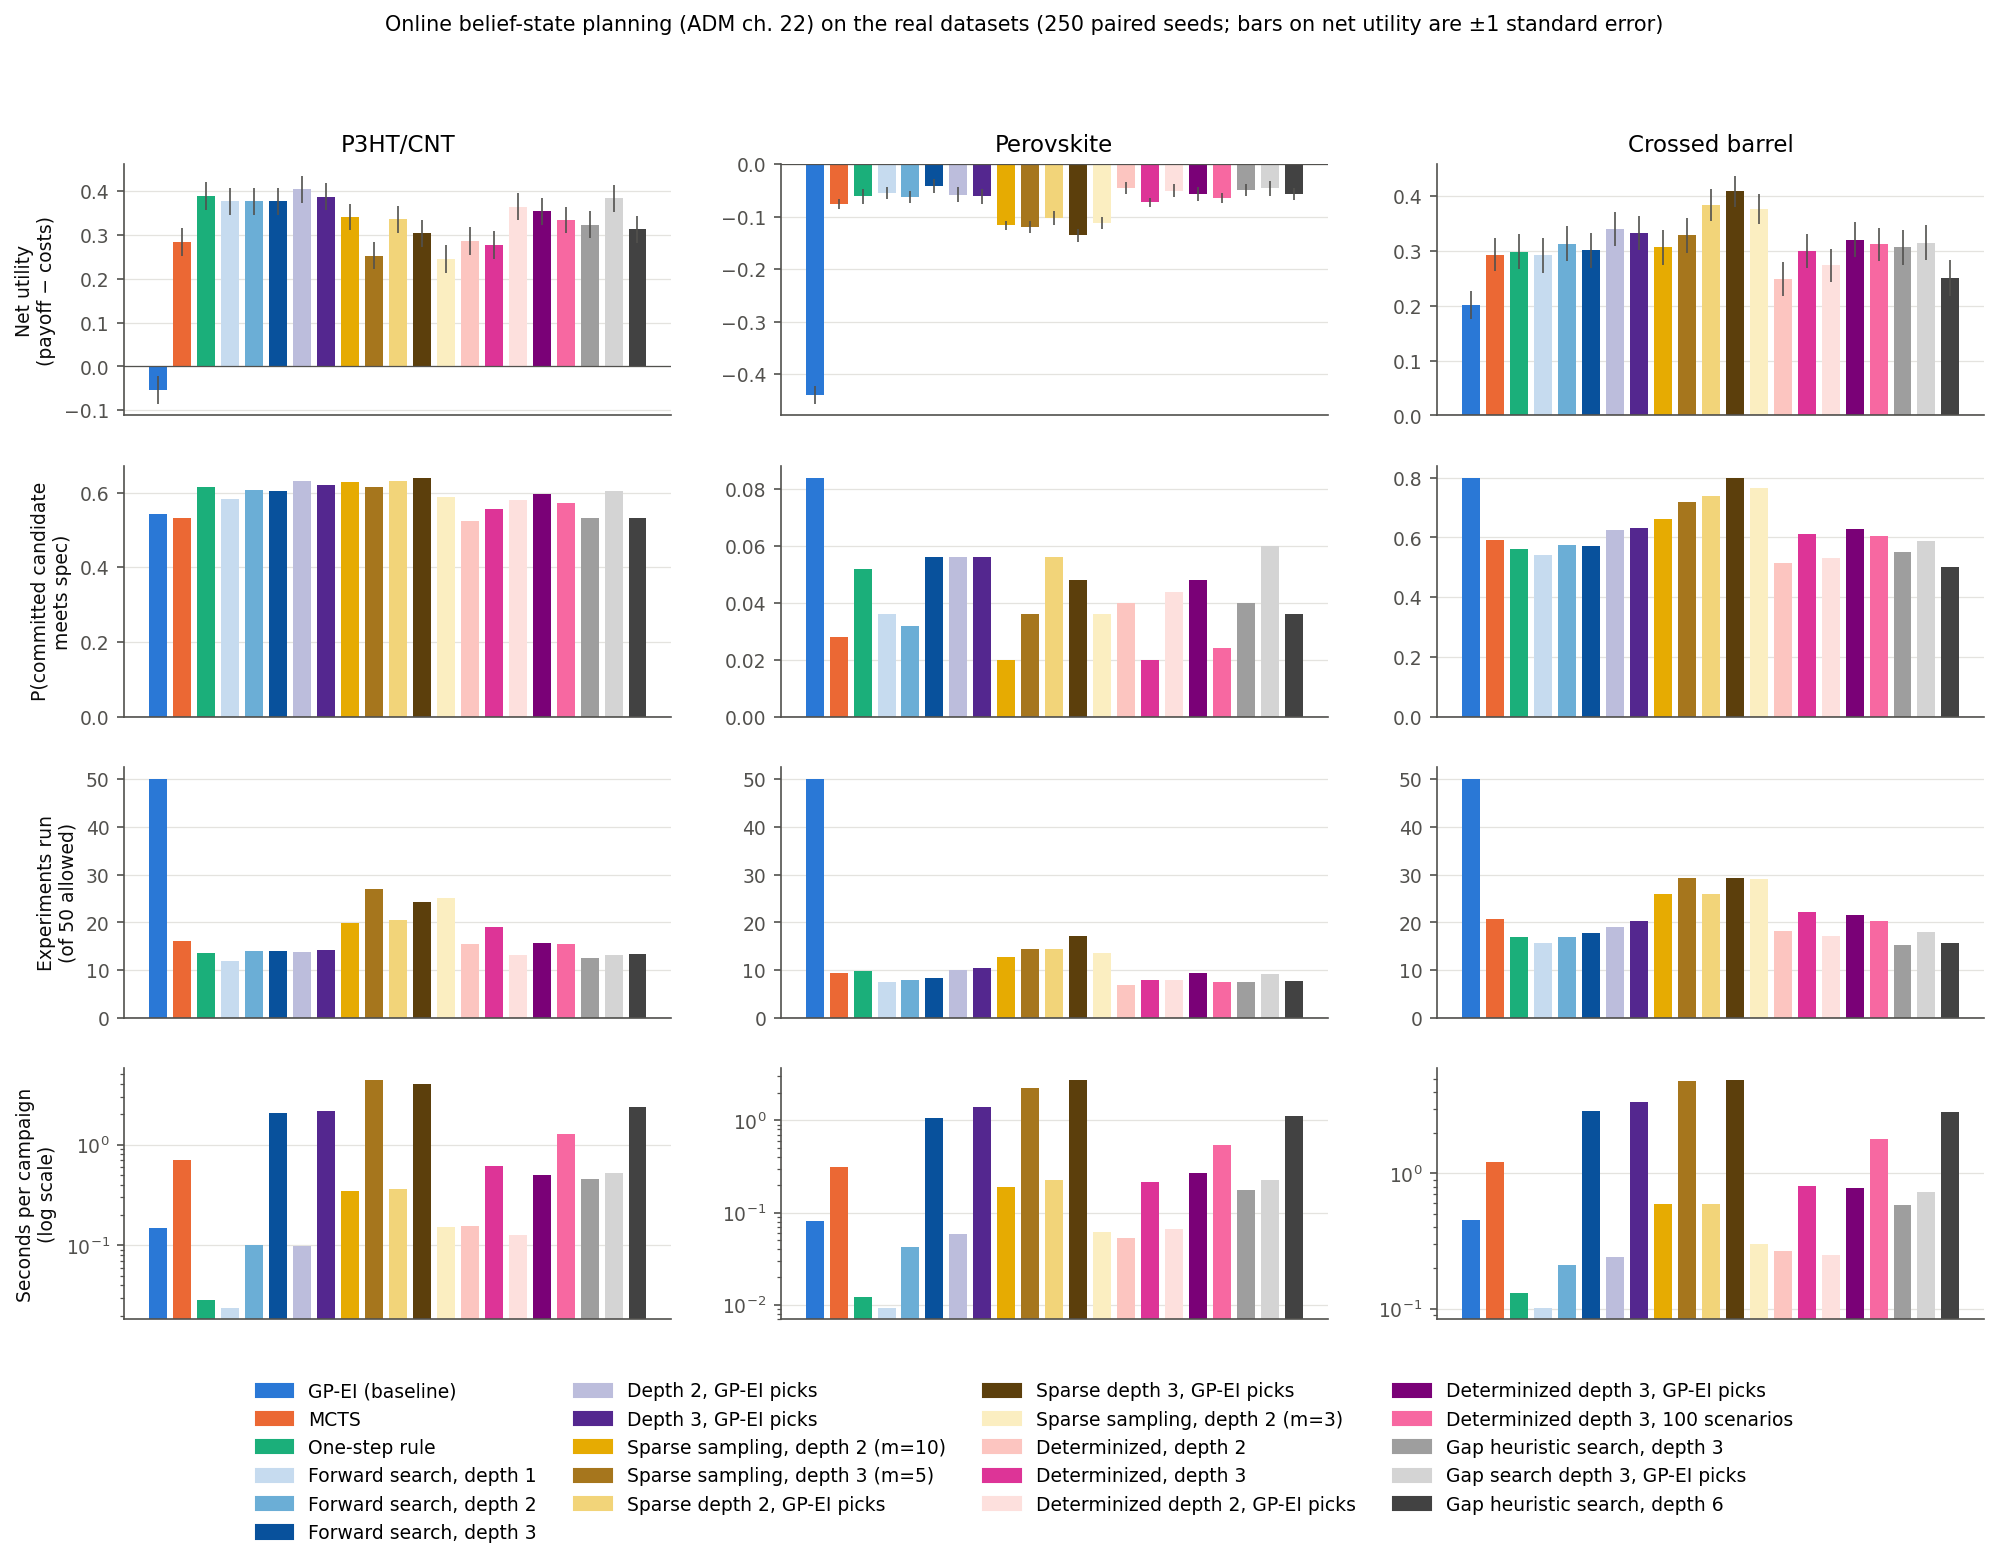 Online belief-state planning (ADM ch. 22) on the real datasets (250 paired seeds; bars on net utility are ±1 standard error)
P3HT/CNT
Perovskite
Crossed barrel
Net utility
(payoff − costs)
0.4
0.3
0.2
0.1
0.0
−0.1
0.0
−0.1
−0.2
−0.3
−0.4
0.4
0.3
0.2
0.1
0.0
P(committed candidate
meets spec)
0.6
0.4
0.2
0.0
0.08
0.06
0.04
0.02
0.00
0.8
0.6
0.4
0.2
0.0
Experiments run
(of 50 allowed)
50
40
30
20
10
0
50
40
30
20
10
0
50
40
30
20
10
0
Seconds per campaign
(log scale)
10⁰
10⁻¹
10⁰
10⁻¹
10⁻²
10⁰
10⁻¹
GP-EI (baseline)
MCTS
One-step rule
Forward search, depth 1
Forward search, depth 2
Forward search, depth 3
Depth 2, GP-EI picks
Depth 3, GP-EI picks
Sparse sampling, depth 2 (m=10)
Sparse sampling, depth 3 (m=5)
Sparse depth 2, GP-EI picks
Sparse depth 3, GP-EI picks
Sparse sampling, depth 2 (m=3)
Determinized, depth 2
Determinized, depth 3
Determinized depth 2, GP-EI picks
Determinized depth 3, GP-EI picks
Determinized depth 3, 100 scenarios
Gap heuristic search, depth 3
Gap search depth 3, GP-EI picks
Gap heuristic search, depth 6